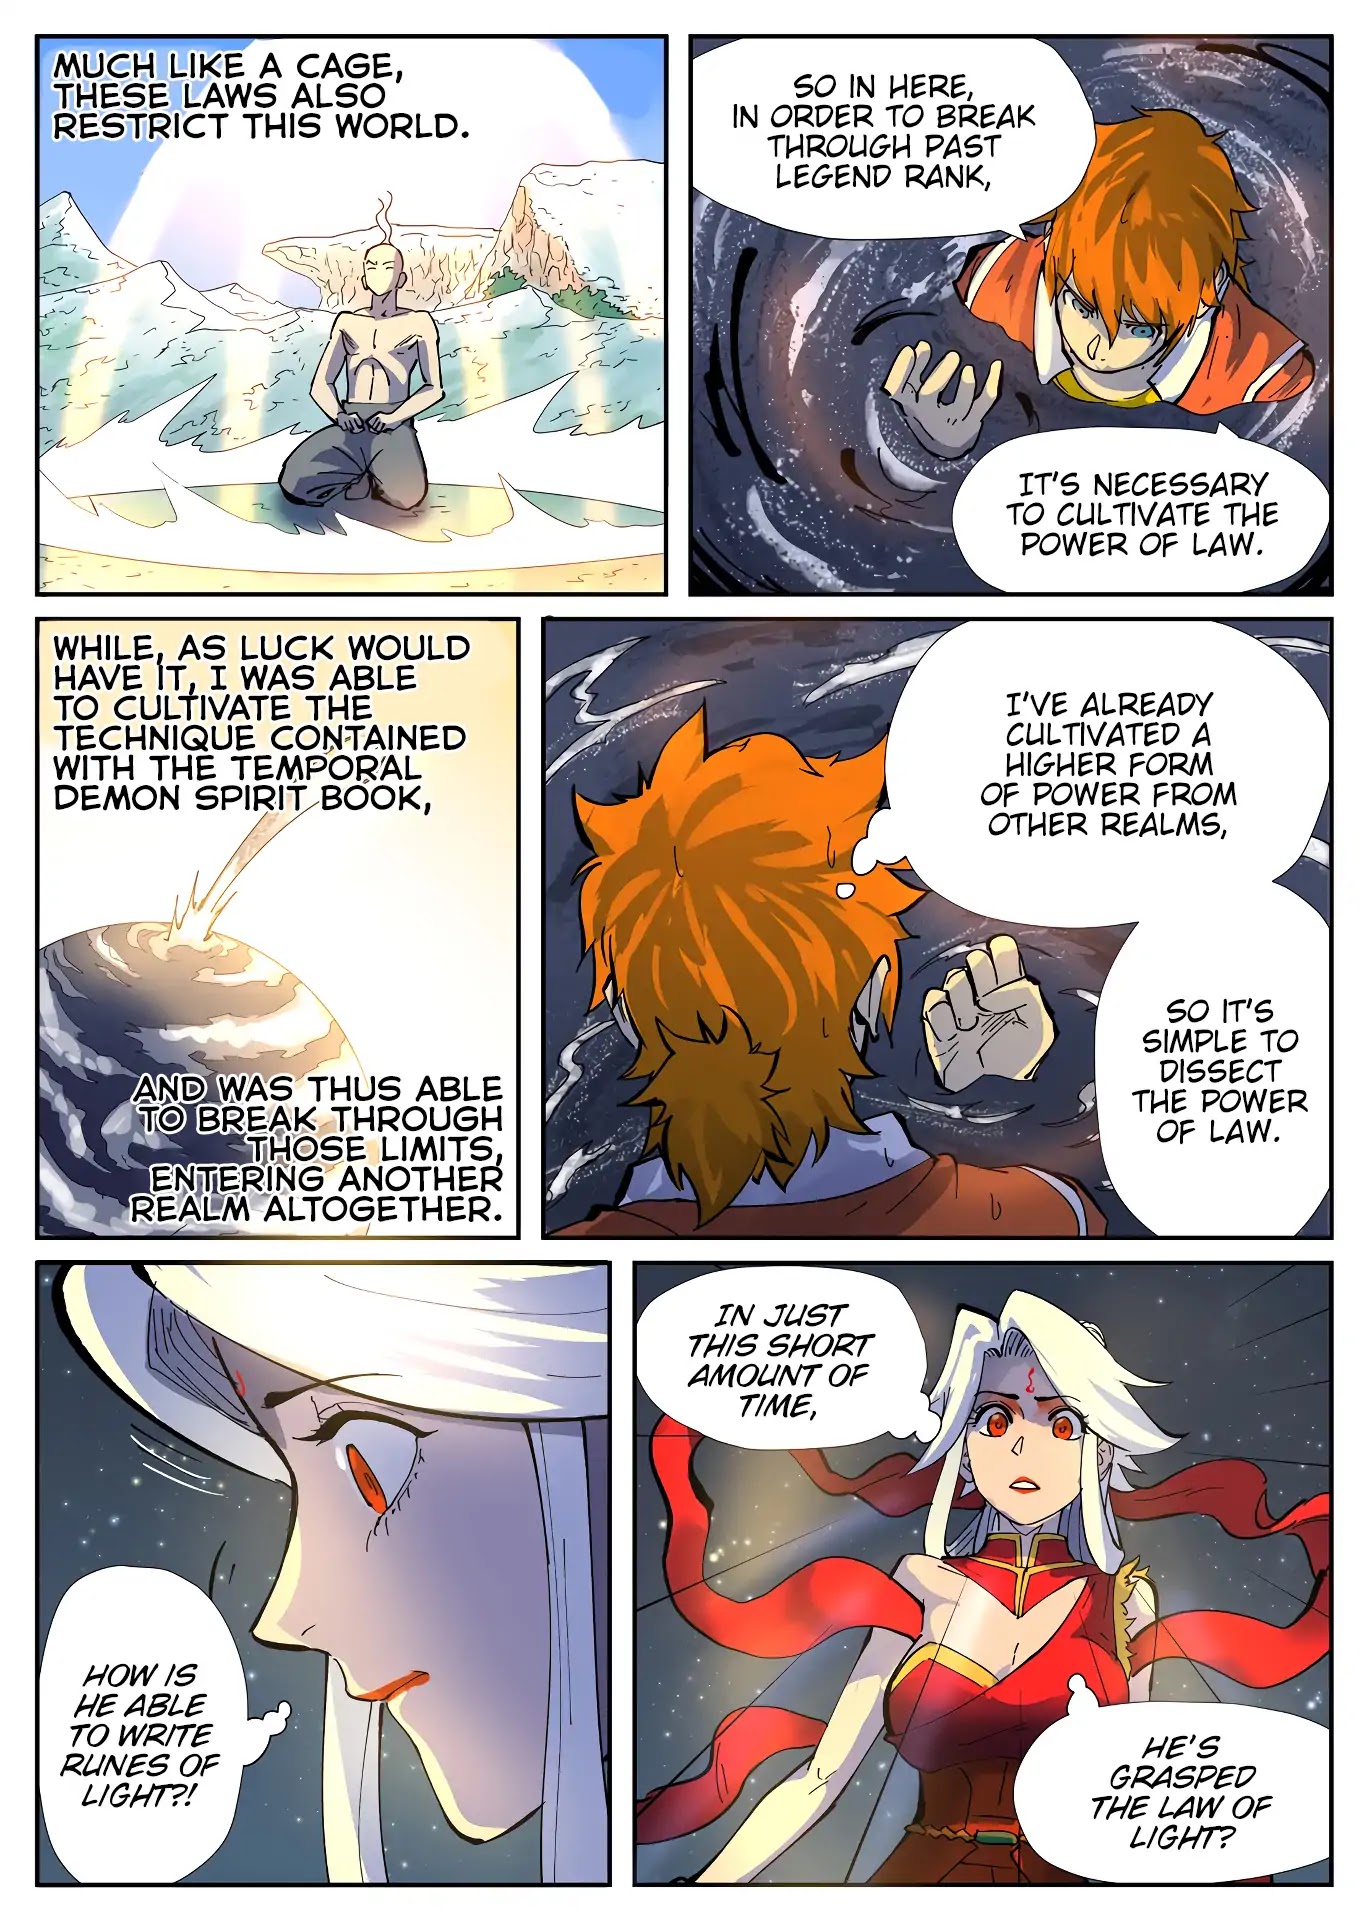 MUCH LIKE A CAGE,
THESE LAWS ALSO
RESTRICT THIS WORLD.
SO IN HERE,
IN ORDER TO BREAK
THROUGH PAST
LEGEND RANK,
IT'S NECESSARY
TO CULTIVATE THE
POWER OF LAW.
WHILE, AS LUCK WOULD
HAVE IT, I WAS ABLE
TO CULTIVATE THE
TECHNIQUE CONTAINED
WITH THE TEMPORAL
DEMON SPIRIT BOOK,
AND WAS THUS ABLE
TO BREAK THROUGH
THOSE LIMITS,
ENTERING ANOTHER
REALM ALTOGETHER.
I'VE ALREADY
CULTIVATED A
HIGHER FORM
OF POWER FROM
OTHER REALMS,
SO IT'S
SIMPLE TO
DISSECT
THE POWER
OF LAW.
HOW IS
HE ABLE
TO WRITE
RUNES OF
LIGHT?!
IN JUST
THIS SHORT
AMOUNT OF
TIME,
HE'S
GRASPED
THE LAW OF
LIGHT?